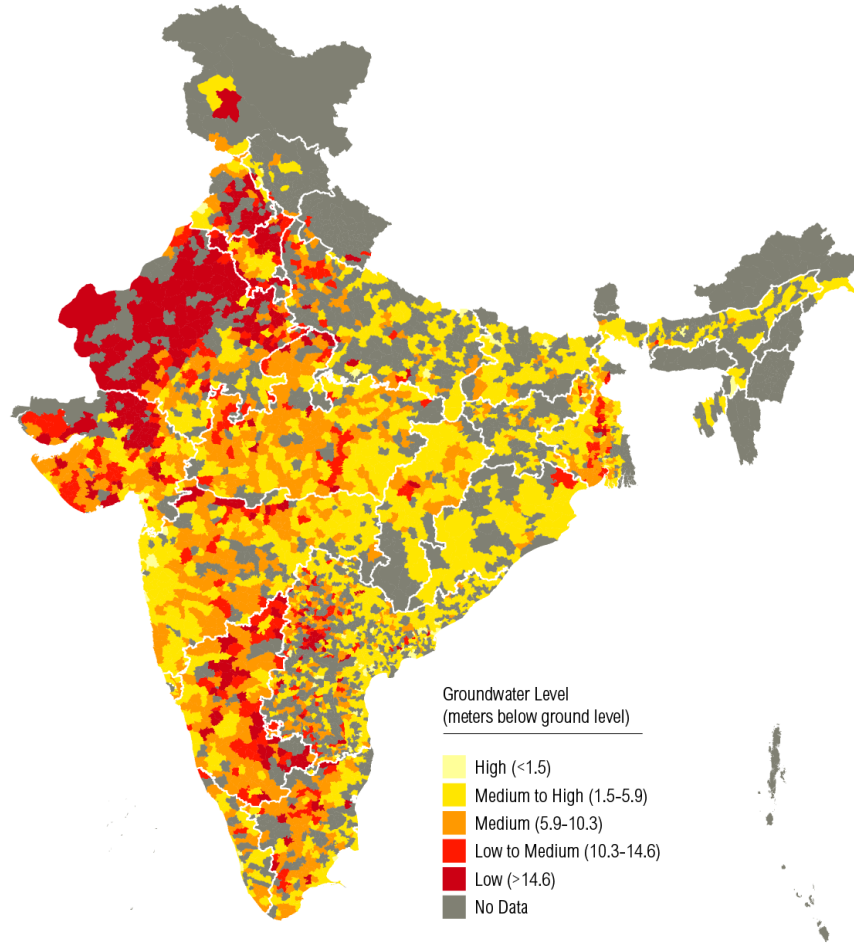 Groundwater Level
(meters below ground level)
High (<1.5)
Medium to High (1.5–5.9)
Medium (5.9–10.3)
Low to Medium (10.3–14.6)
Low (>14.6)
No Data